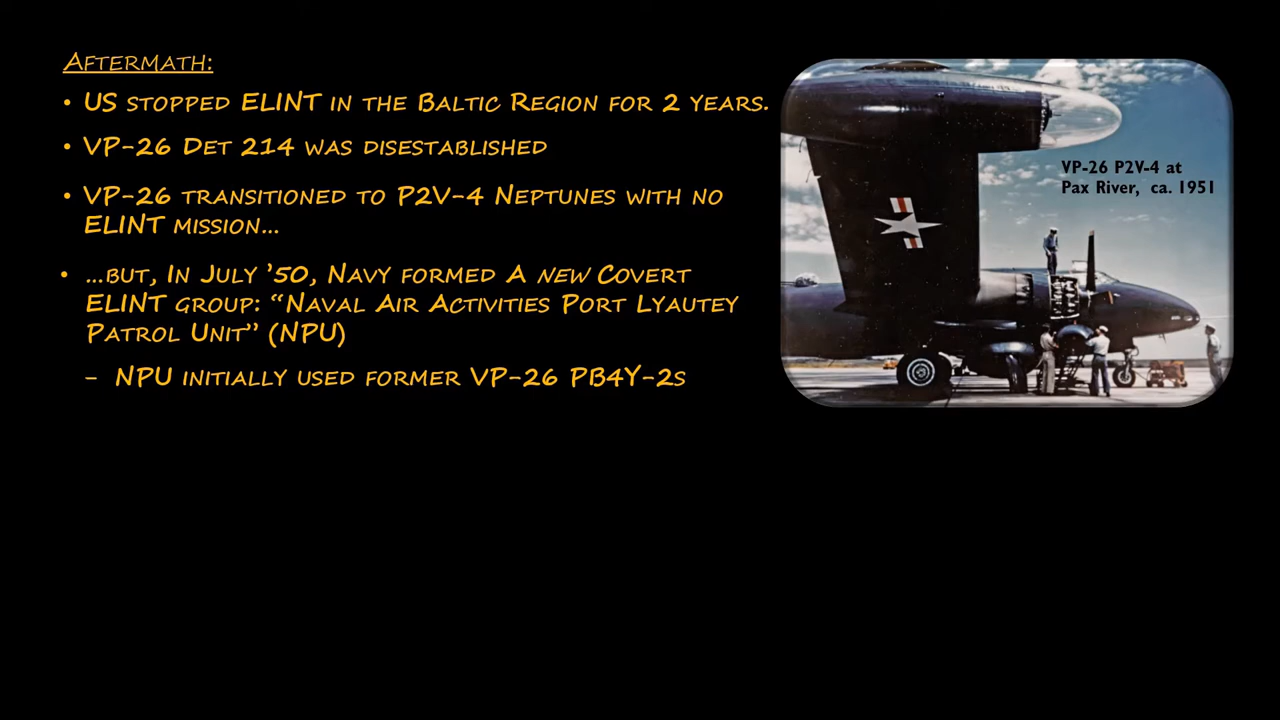 Aftermath:
• US stopped ELINT in the Baltic Region for 2 years.
• VP-26 Det 214 was disestablished
• VP-26 transitioned to P2V-4 Neptunes with no
ELINT mission...
• ...but, In July '50, Navy formed A new Covert
ELINT group: “Naval Air Activities Port Lyautey
Patrol Unit” (NPU)
– NPU initially used former VP-26 PB4Y-2s
VP-26 P2V-4 at
Pax River, ca. 1951